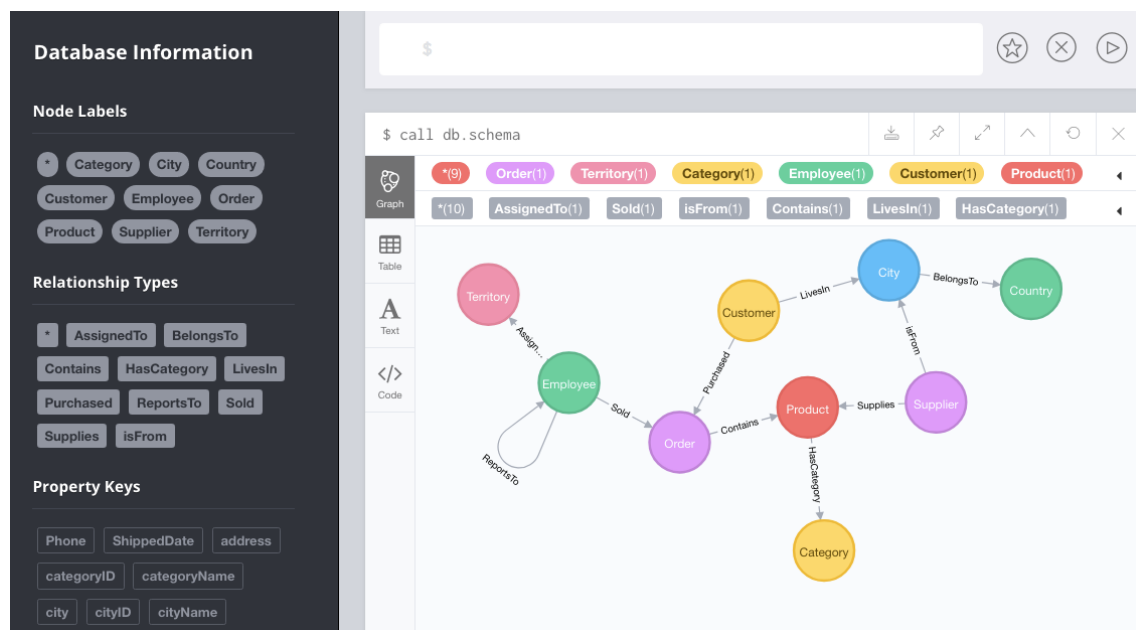 Database Information
Node Labels
* Category City Country
Customer Employee Order
Product Supplier Territory
Relationship Types
* AssignedTo BelongsTo
Contains HasCategory LivesIn
Purchased ReportsTo Sold
Supplies isFrom
Property Keys
Phone ShippedDate address
categoryID categoryName
city cityID cityName
$
$ call db.schema
Graph
Table
A
Text
</>
Code
*(9) Order(1) Territory(1) Category(1) Employee(1) Customer(1) Product(1)
*(10) AssignedTo(1) Sold(1) isFrom(1) Contains(1) LivesIn(1) HasCategory(1)
Territory
Assign...
Employee
ReportsTo
Sold
Order
Customer
Purchased
LivesIn
City
BelongsTo
Country
isFrom
Supplier
Supplies
Product
Contains
HasCategory
Category